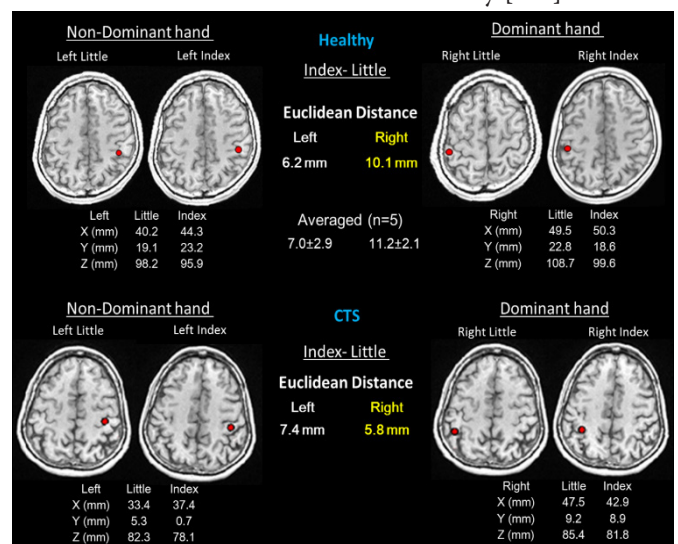 Non-Dominant hand
Left Little Left Index
Healthy
Index- Little
Euclidean Distance
Left Right
6.2 mm 10.1 mm
Averaged (n=5)
7.0±2.9 11.2±2.1
Dominant hand
Right Little Right Index
Left Little Index
X (mm) 40.2 44.3
Y (mm) 19.1 23.2
Z (mm) 98.2 95.9
Right Little Index
X (mm) 49.5 50.3
Y (mm) 22.8 18.6
Z (mm) 108.7 99.6
Non-Dominant hand
Left Little Left Index
CTS
Index- Little
Euclidean Distance
Left Right
7.4 mm 5.8 mm
Dominant hand
Right Little Right Index
Left Little Index
X (mm) 33.4 37.4
Y (mm) 5.3 0.7
Z (mm) 82.3 78.1
Right Little Index
X (mm) 47.5 42.9
Y (mm) 9.2 8.9
Z (mm) 85.4 81.8